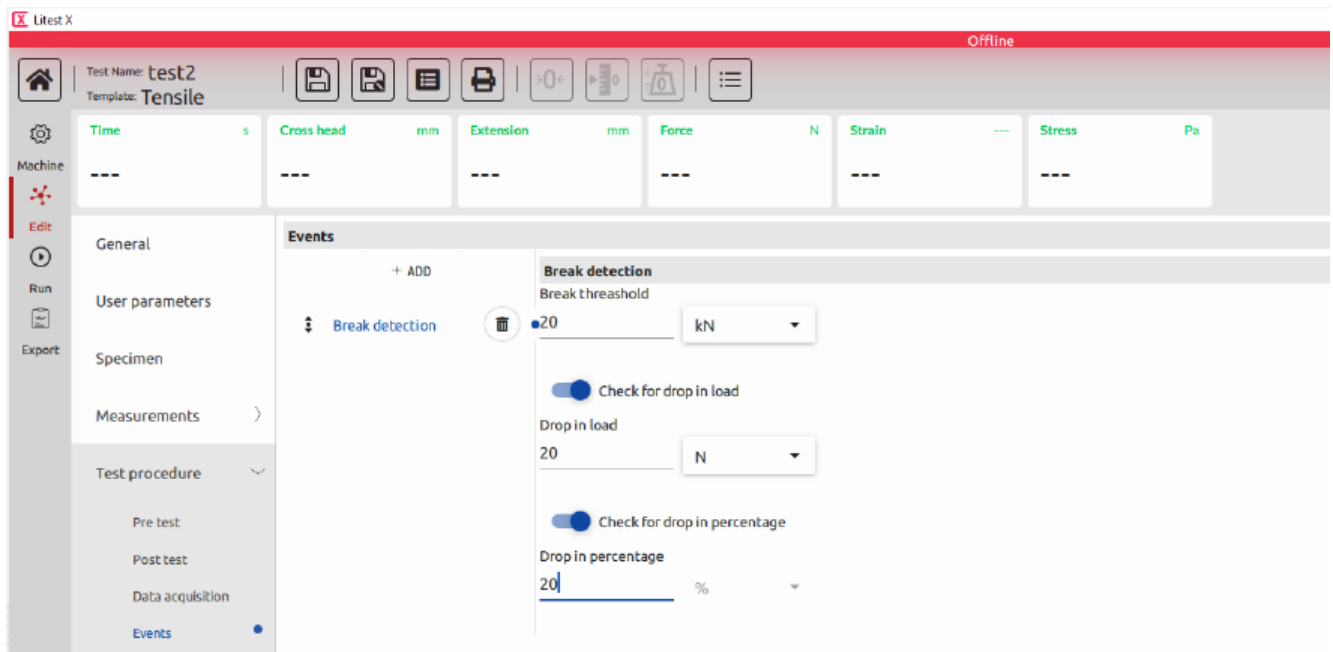 Litest X
Offline
Test Name: test2
Template: Tensile
Time s
Cross head mm
Extension mm
Force N
Strain ---
Stress Pa
---
---
---
---
---
---
Machine
Edit
Run
Export
General
User parameters
Specimen
Measurements
Test procedure
Pre test
Post test
Data acquisition
Events
Events
+ ADD
Break detection
Break detection
Break threashold
20 kN
Check for drop in load
Drop in load
20 N
Check for drop in percentage
Drop in percentage
20 %